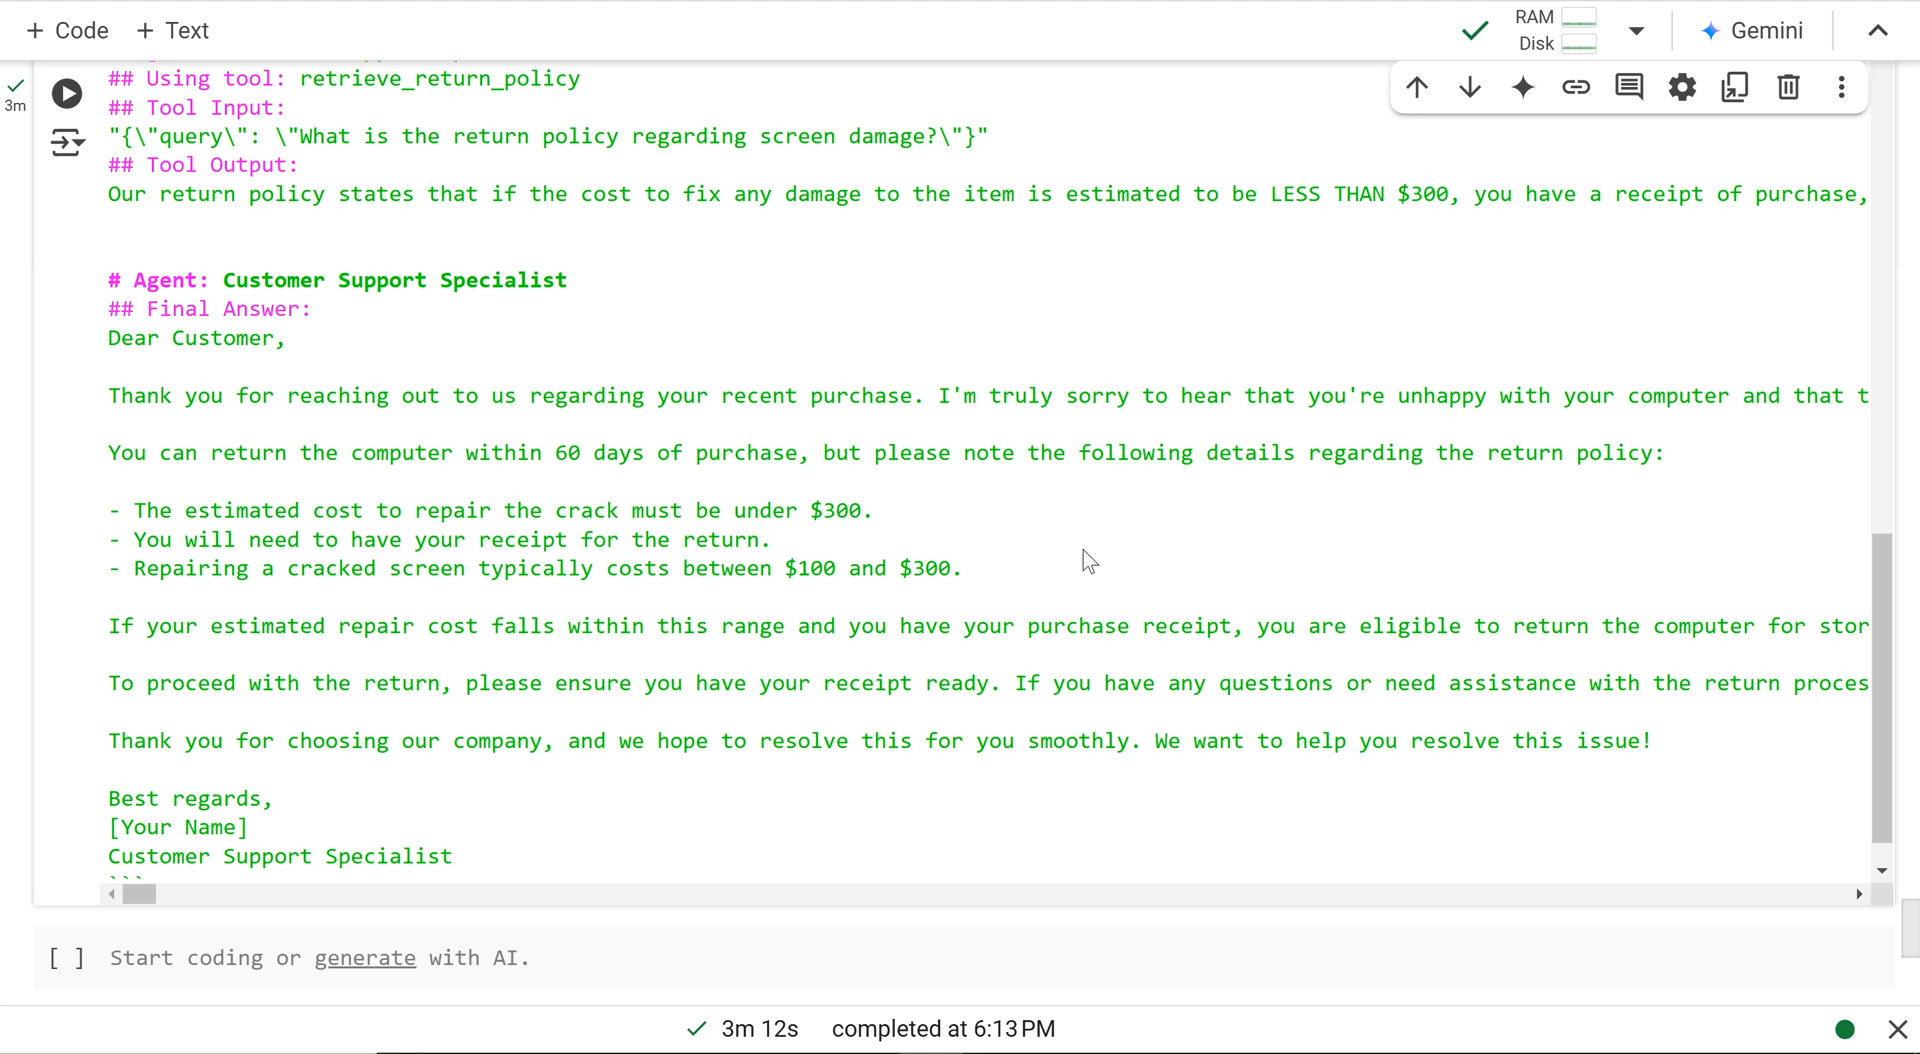 + Code + Text
RAM
Disk
Gemini
3m
## Using tool: retrieve_return_policy
## Tool Input:
"{\"query\": \"What is the return policy regarding screen damage?\"}"
## Tool Output:
Our return policy states that if the cost to fix any damage to the item is estimated to be LESS THAN $300, you have a receipt of purchase,
# Agent: Customer Support Specialist
## Final Answer:
Dear Customer,
Thank you for reaching out to us regarding your recent purchase. I'm truly sorry to hear that you're unhappy with your computer and that t
You can return the computer within 60 days of purchase, but please note the following details regarding the return policy:
- The estimated cost to repair the crack must be under $300.
- You will need to have your receipt for the return.
- Repairing a cracked screen typically costs between $100 and $300.
If your estimated repair cost falls within this range and you have your purchase receipt, you are eligible to return the computer for stor
To proceed with the return, please ensure you have your receipt ready. If you have any questions or need assistance with the return proces
Thank you for choosing our company, and we hope to resolve this for you smoothly. We want to help you resolve this issue!
Best regards,
[Your Name]
Customer Support Specialist
```
[ ] Start coding or generate with AI.
3m 12s completed at 6:13 PM